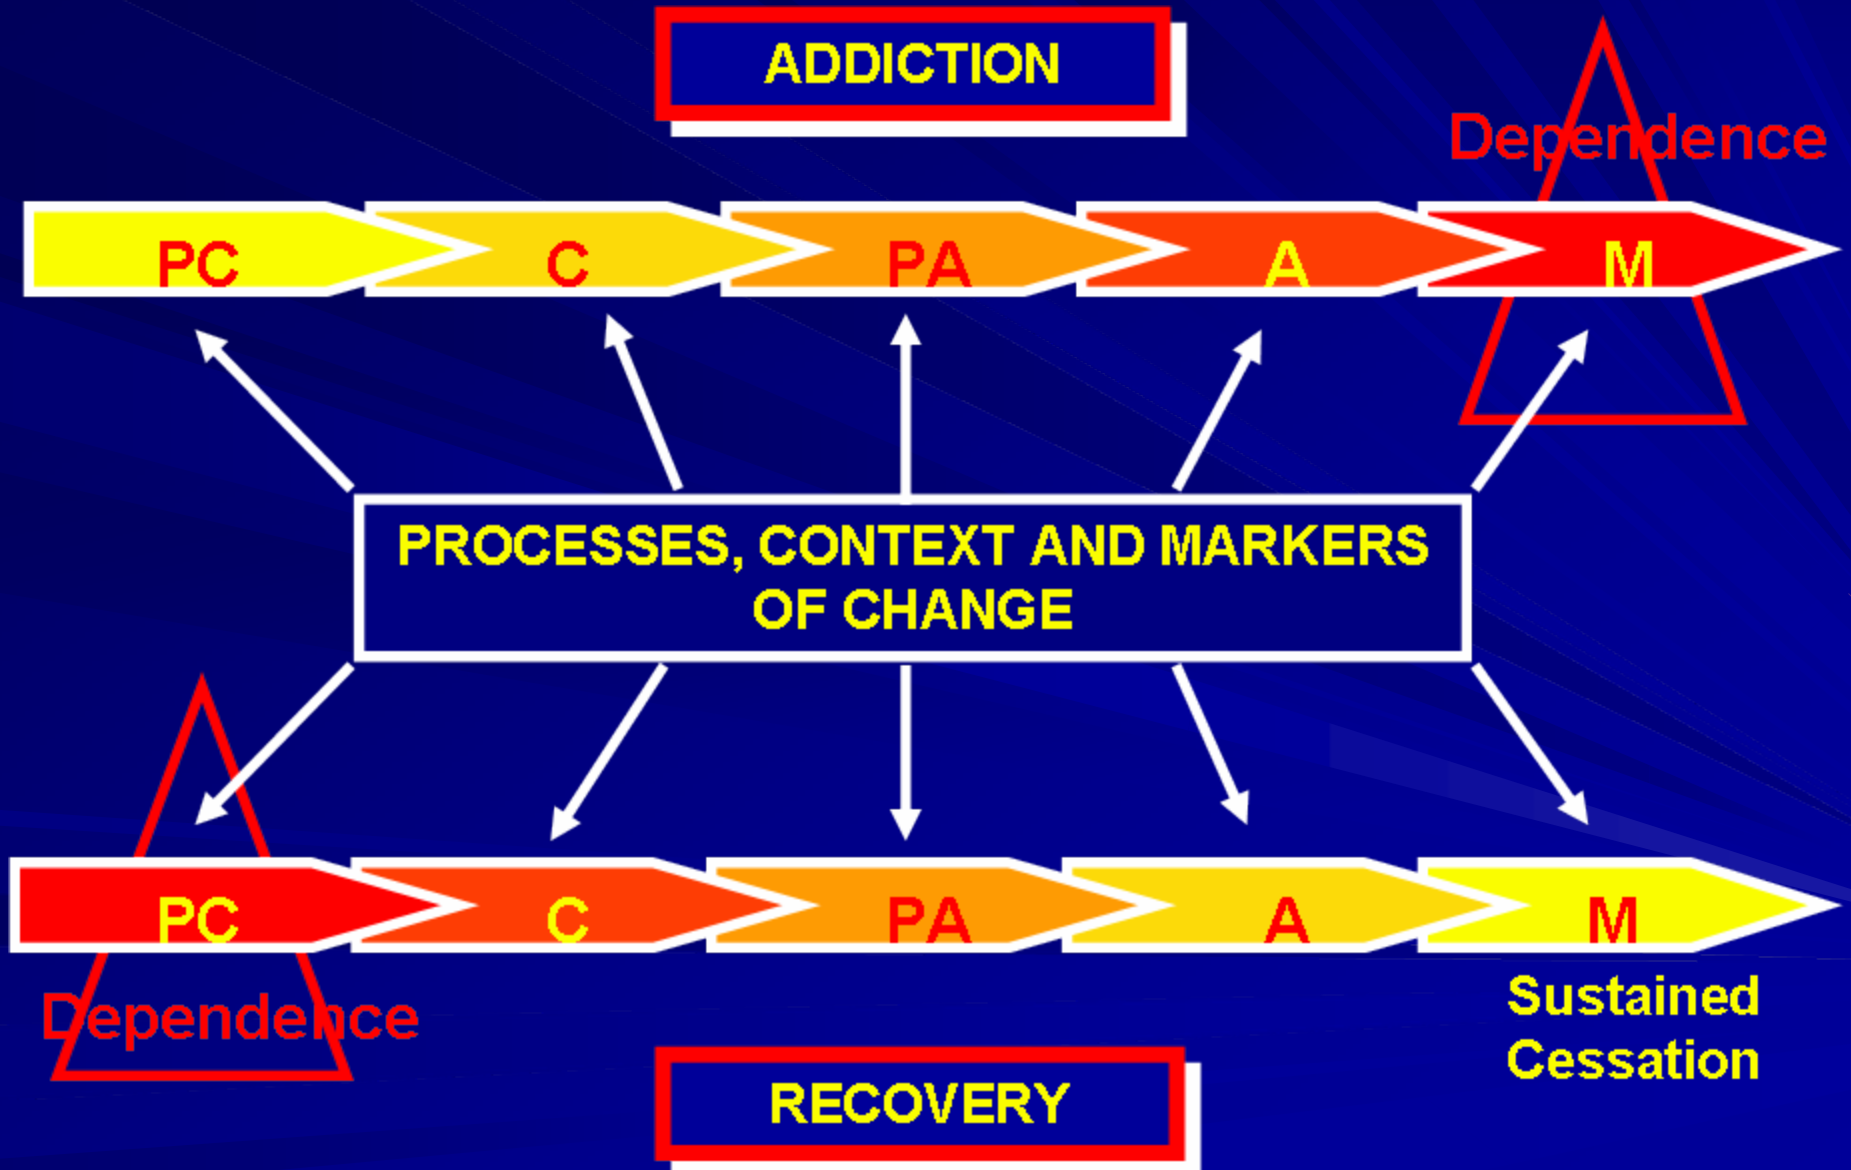 ADDICTION
Dependence
PC C PA A M
PROCESSES, CONTEXT AND MARKERS
OF CHANGE
PC C PA A M
Dependence
Sustained
Cessation
RECOVERY